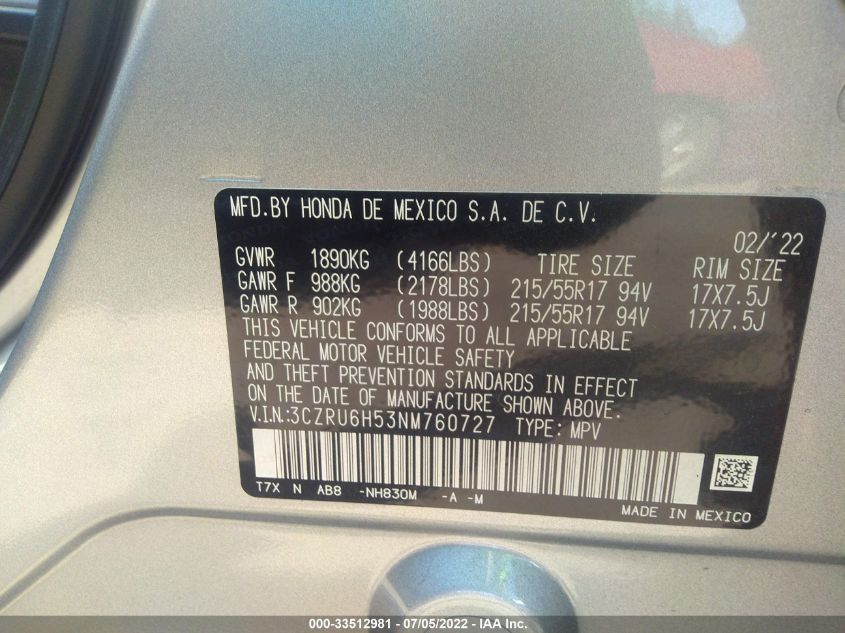 MFD.BY HONDA DE MEXICO S.A. DE C.V.
02/'22
GVWR 1890KG (4166LBS) TIRE SIZE RIM SIZE
GAWR F 988KG (2178LBS) 215/55R17 94V 17X7.5J
GAWR R 902KG (1988LBS) 215/55R17 94V 17X7.5J
THIS VEHICLE CONFORMS TO ALL APPLICABLE
FEDERAL MOTOR VEHICLE SAFETY
AND THEFT PREVENTION STANDARDS IN EFFECT
ON THE DATE OF MANUFACTURE SHOWN ABOVE.
V.I.N.:3CZRU6H53NM760727 TYPE: MPV
T7X N AB8 -NH830M -A -M
MADE IN MEXICO
000-33512981 - 07/05/2022 - IAA Inc.